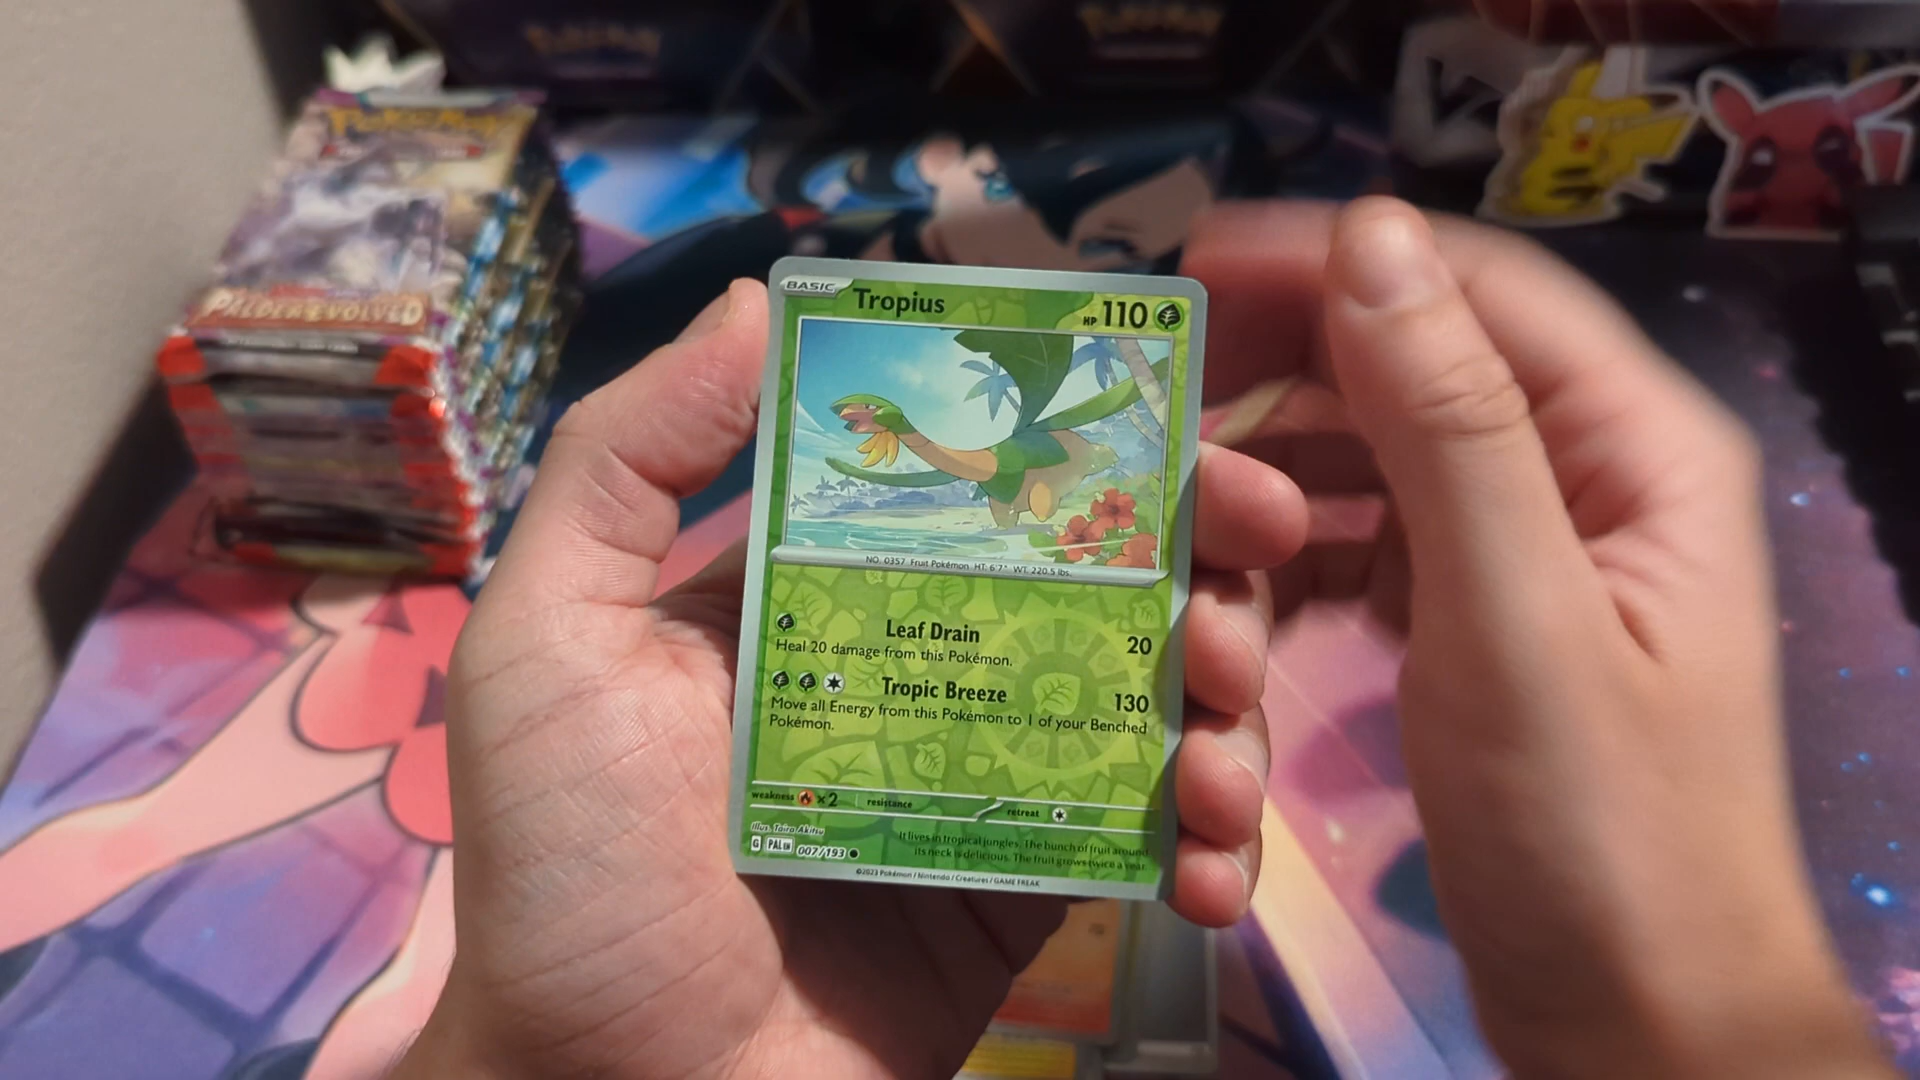 Pokémon
Pokémon
POKÉMON
PALDEA EVOLVED
BASIC Tropius HP 110
NO. 0357 Fruit Pokémon HT: 6'7" WT: 220.5 lbs.
Leaf Drain 20
Heal 20 damage from this Pokémon.
Tropic Breeze 130
Move all Energy from this Pokémon to 1 of your Benched
Pokémon.
weakness ×2 resistance retreat
Illus. Taira Akitsu
G PAL EN 007/193
It lives in tropical jungles. The bunch of fruit around
its neck is delicious. The fruit grows twice a year.
©2023 Pokémon / Nintendo / Creatures / GAME FREAK